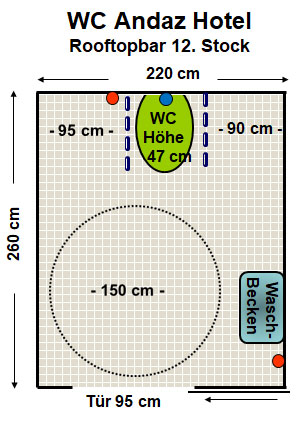 WC Andaz Hotel
Rooftopbar 12. Stock
220 cm
- 95 cm -
WC
Höhe
47 cm
- 90 cm -
260 cm
- 150 cm -
Wasch-
Becken
Tür 95 cm